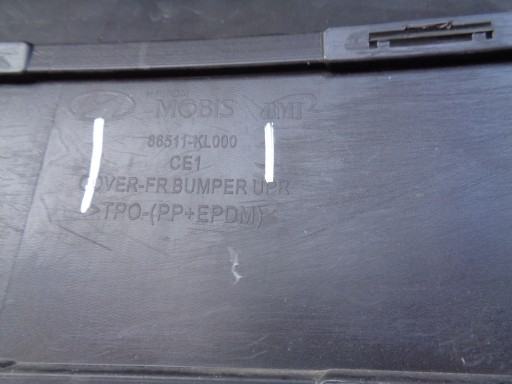 MOBIS
86511-KL000
CE1
COVER-FR.BUMPER UPR
>TPO-(PP+EPDM)<